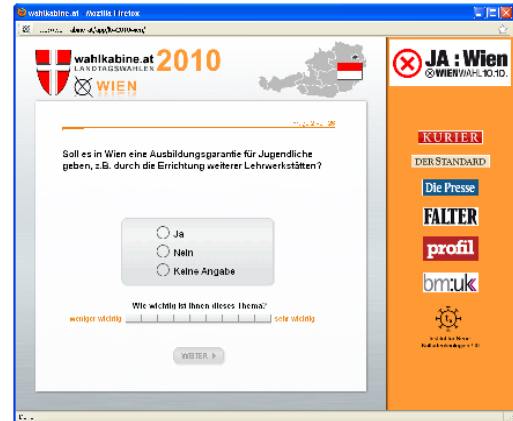 wahlkabine.at - Mozilla Firefox
wahlkabine.at 2010
LANDTAGSWAHLEN
WIEN
JA : Wien
WIENWAHL 10.10.
Soll es in Wien eine Ausbildungsgarantie für Jugendliche
geben, z.B. durch die Errichtung weiterer Lehrwerkstätten?
Ja
Nein
Keine Angabe
Wie wichtig ist Ihnen dieses Thema?
weniger wichtig
sehr wichtig
WEITER
KURIER
DER STANDARD
Die Presse
FALTER
profil
bm:uk